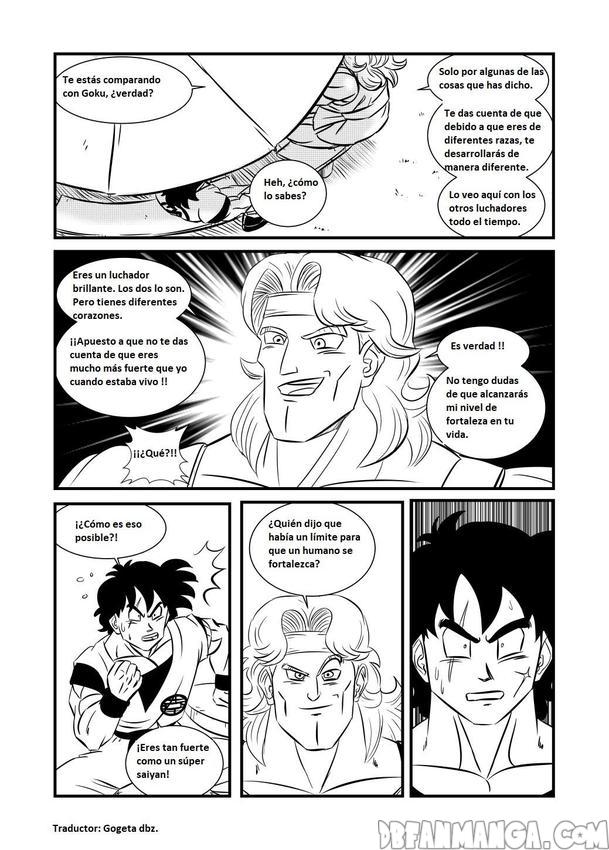 Te estás comparando
con Goku, ¿verdad?
Solo por algunas de las
cosas que has dicho.
Te das cuenta de que
debido a que eres de
diferentes razas, te
desarrollarás de
manera diferente.
Lo veo aquí con los
otros luchadores
todo el tiempo.
Heh, ¿cómo
lo sabes?
Eres un luchador
brillante. Los dos lo son.
Pero tienes diferentes
corazones.
¡¡Apuesto a que no te das
cuenta de que eres
mucho más fuerte que yo
cuando estaba vivo !!
¡¡¿Qué?!!
Es verdad !!
No tengo dudas
de que alcanzarás
mi nivel de
fortaleza en tu
vida.
¡¿Cómo es eso
posible?!
¡Eres tan fuerte
como un súper
saiyan!
¿Quién dijo que
había un límite para
que un humano se
fortalezca?
Traductor: Gogeta dbz.
DBFANMANGA.COM